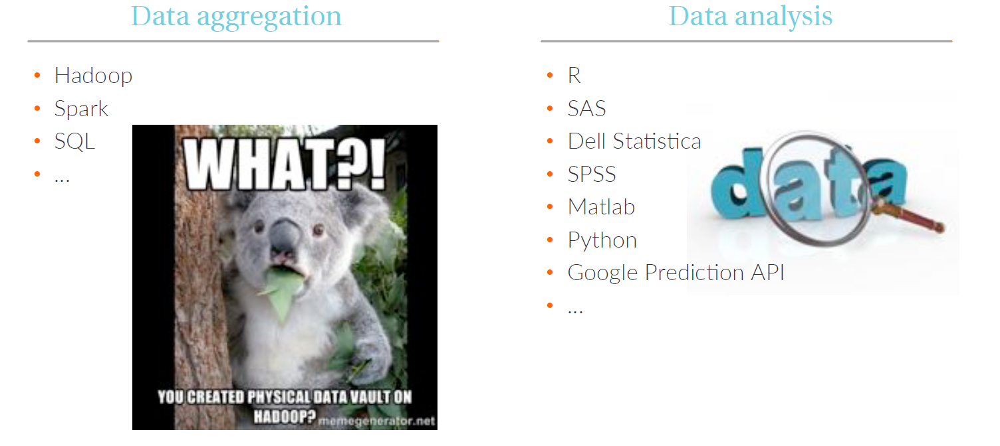 Data aggregation
• Hadoop
• Spark
• SQL
• ...
WHAT?!
YOU CREATED PHYSICAL DATA VAULT ON
HADOOP?
memegenerator.net
Data analysis
• R
• SAS
• Dell Statistica
• SPSS
• Matlab
• Python
• Google Prediction API
• ...
data